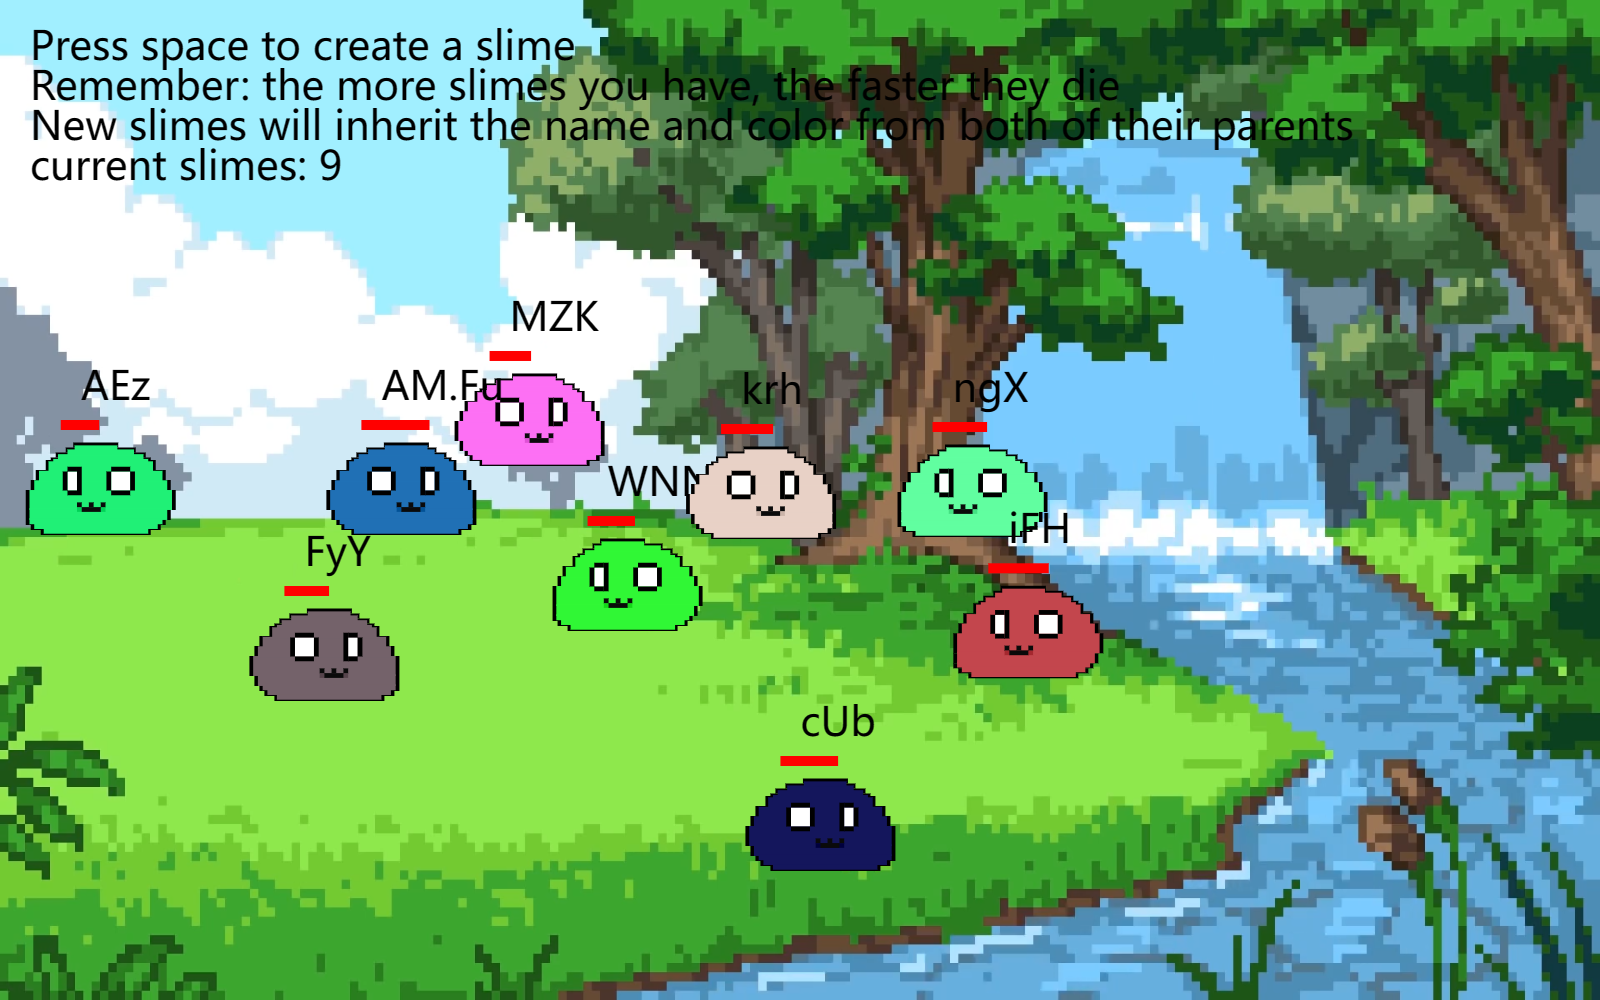 Press space to create a slime
Remember: the more slimes you have, the faster they die
New slimes will inherit the name and color from both of their parents
current slimes: 9
MZK
AEz
AM.Fu
krh
ngX
iFH
FyY
cUb